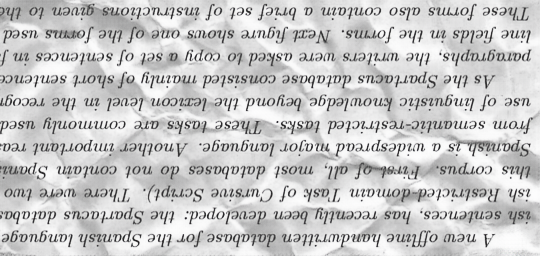 A new offline handwritten database for the Spanish language
ish sentences, has recently been developed: the Spartacus databas
ish Restricted-domain Task of Cursive Script). There were two
this corpus. First of all, most databases do not contain Spani
Spanish is a widespread major language. Another important rea
from semantic-restricted tasks. These tasks are commonly used
use of linguistic knowledge beyond the lexicon level in the recogn
As the Spartacus database consisted mainly of short sentence
paragraphs, the writers were asked to copy a set of sentences in f
line fields in the forms. Next figure shows one of the forms used
These forms also contain a brief set of instructions given to the